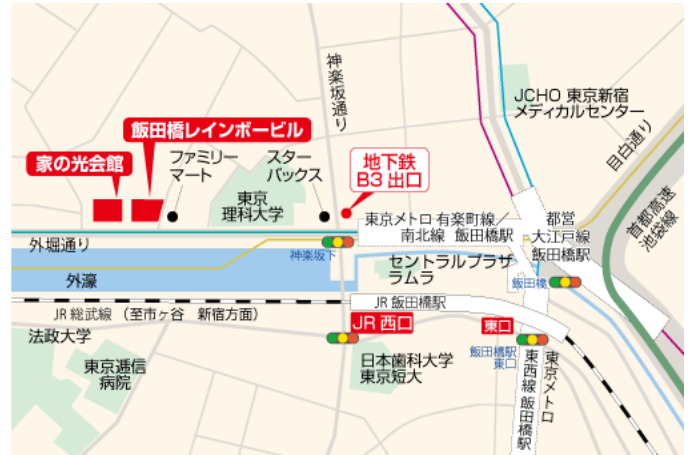 神楽坂通り
JCHO 東京新宿
メディカルセンター
目白通り
首都高速
池袋線
飯田橋レインボービル
家の光会館
ファミリー
マート
スター
バックス
地下鉄
B3 出口
東京
理科大学
東京メトロ 有楽町線／
南北線 飯田橋駅
都営
大江戸線
飯田橋駅
外堀通り
神楽坂下
セントラルプラザ
ラムラ
飯田橋
外濠
JR 飯田橋駅
JR 総武線 （至市ヶ谷 新宿方面）
JR 西口
東口
法政大学
東京逓信
病院
日本歯科大学
東京短大
飯田橋駅
東口
東京メトロ
東西線 飯田橋駅